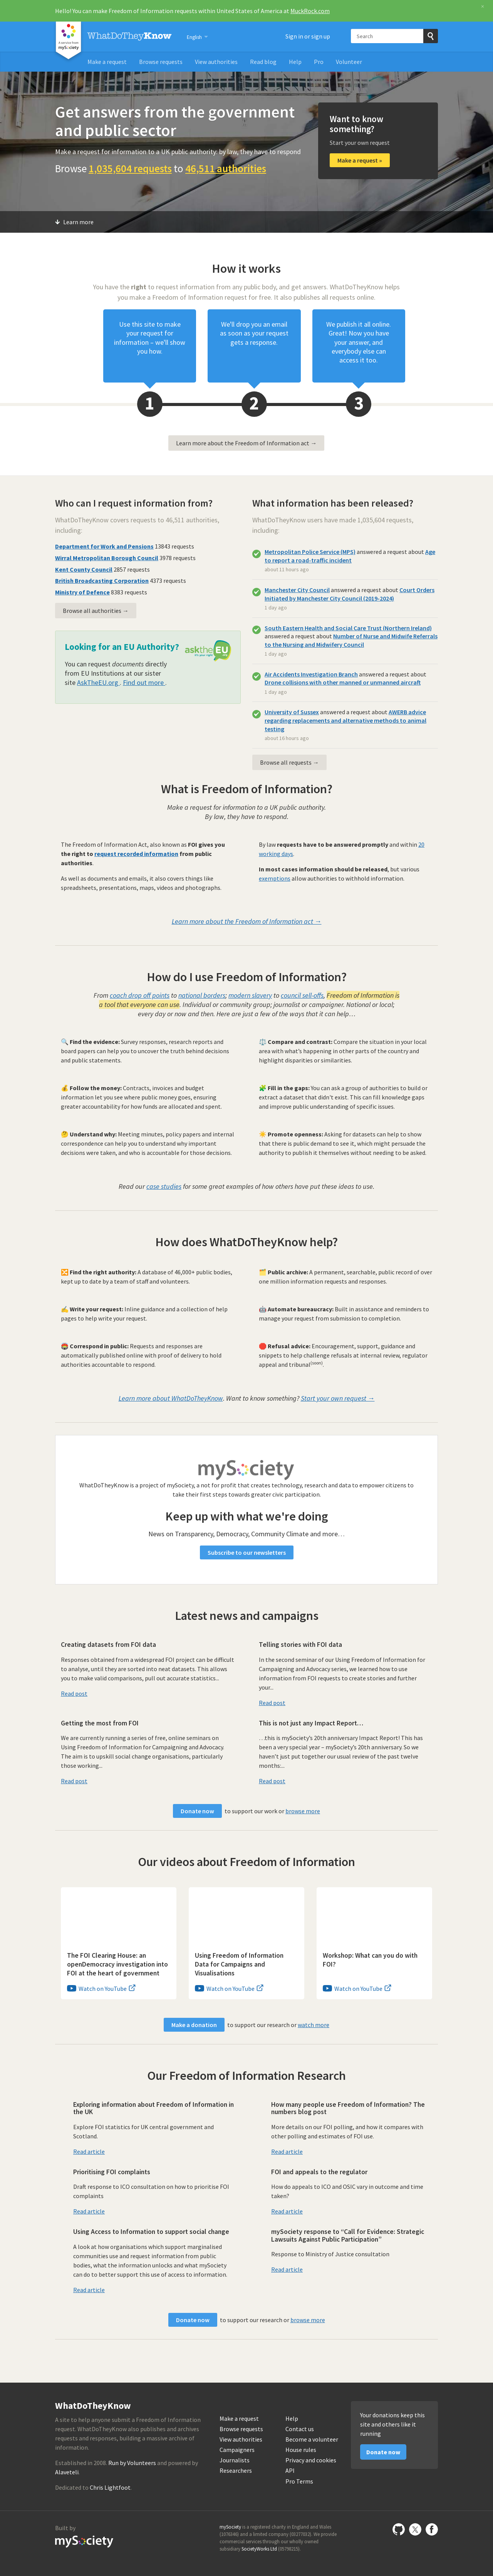 Hello! You can make Freedom of Information requests within United States of America at MuckRock.com
WhatDoTheyKnow
English
Sign in or sign up
Search
mySociety
Make a request
Browse requests
View authorities
Read blog
Help
Pro
Volunteer
Get answers from the government
and public sector
Make a request for information to a UK public authority: by law, they have to respond
Browse 1,035,604 requests to 46,511 authorities
Want to know
something?
Start your own request
Make a request »
Learn more
How it works
You have the right to request information from any public body, and get answers. WhatDoTheyKnow helps
you make a Freedom of Information request for free. It also publishes all requests online.
Use this site to make
your request for
information – we'll show
you how.
We'll drop you an email
as soon as your request
gets a response.
We publish it all online.
Great! Now you have
your answer, and
everybody else can
access it too.
1
2
3
Learn more about the Freedom of Information act →
Who can I request information from?
WhatDoTheyKnow covers requests to 46,511 authorities,
including:
Department for Work and Pensions 13843 requests
Wirral Metropolitan Borough Council 3978 requests
Kent County Council 2857 requests
British Broadcasting Corporation 4373 requests
Ministry of Defence 8383 requests
Browse all authorities →
Looking for an EU Authority?
You can request documents directly
from EU Institutions at our sister
site AskTheEU.org . Find out more .
asktheEU
What information has been released?
WhatDoTheyKnow users have made 1,035,604 requests,
including:
Metropolitan Police Service (MPS) answered a request about Age
to report a road-traffic incident
about 11 hours ago
Manchester City Council answered a request about Court Orders
initiated by Manchester City Council (2019-2024)
1 day ago
South Eastern Health and Social Care Trust (Northern Ireland)
answered a request about Number of Nurse and Midwife Referrals
to the Nursing and Midwifery Council
1 day ago
Air Accidents Investigation Branch answered a request about
Drone collisions with other manned or unmanned aircraft
1 day ago
University of Sussex answered a request about AWERB advice
regarding replacements and alternative methods to animal
testing
about 10 hours ago
Browse all requests →
What is Freedom of Information?
Make a request for information to a UK public authority.
By law, they have to respond.
The Freedom of Information Act, also known as FOI gives you
the right to request recorded information from public
authorities.
As well as documents and emails, it also covers things like
spreadsheets, presentations, maps, videos and photographs.
By law requests have to be answered promptly and within 20
working days.
In most cases information should be released, but various
exemptions allow authorities to withhold information.
Learn more about the Freedom of Information act →
How do I use Freedom of Information?
From coach drop off points to national borders; modern slavery to council sell-offs, Freedom of Information is
a tool that everyone can use. Individual or community group; journalist or campaigner. National or local;
every day or now and then. Here are just a few of the ways that it can help…
🔍 Find the evidence: Survey responses, research reports and
board papers can help you to uncover the truth behind decisions
and public statements.
⚖️ Compare and contrast: Compare the situation in your local
area with what's happening in other parts of the country and
highlight disparities or similarities.
💰 Follow the money: Contracts, invoices and budget
information let you see where public money goes, ensuring
greater accountability for how funds are allocated and spent.
🧩 Fill in the gaps: You can ask a group of authorities to build or
extract a dataset that didn't exist. This can fill knowledge gaps
and improve public understanding of specific issues.
🤔 Understand why: Meeting minutes, policy papers and internal
correspondence can help you to understand why important
decisions were taken, and who is accountable for those decisions.
☀️ Promote openness: Asking for datasets can help to show
that there is public demand to see it, which might persuade the
authority to publish it themselves without needing to be asked.
Read our case studies for some great examples of how others have put these ideas to use.
How does WhatDoTheyKnow help?
🔀 Find the right authority: A database of 46,000+ public bodies,
kept up to date by a team of staff and volunteers.
🗂️ Public archive: A permanent, searchable, public record of over
one million information requests and responses.
✍️ Write your request: Inline guidance and a collection of help
pages to help write your request.
🤖 Automate bureaucracy: Built in assistance and reminders to
manage your request from submission to completion.
📮 Correspond in public: Requests and responses are
automatically published online with proof of delivery to hold
authorities accountable to respond.
🛑 Refusal advice: Encouragement, support, guidance and
snippets to help challenge refusals at internal review, regulator
appeal and tribunal(soon).
Learn more about WhatDoTheyKnow. Want to know something? Start your own request →
mySociety
WhatDoTheyKnow is a project of mySociety, a not for profit that creates technology, research and data to empower citizens to
take their first steps towards greater civic participation.
Keep up with what we're doing
News on Transparency, Democracy, Community Climate and more…
Subscribe to our newsletters
Latest news and campaigns
Creating datasets from FOI data
Responses obtained from a widespread FOI project can be difficult
to analyse, until they are sorted into neat datasets. This allows
you to make valid comparisons, pull out accurate statistics...
Read post
Telling stories with FOI data
In the second seminar of our Using Freedom of Information for
Campaigning and Advocacy series, we learned how to use
information from FOI requests to create stories and further
your...
Read post
Getting the most from FOI
We are currently running a series of free, online seminars on
Using Freedom of Information for Campaigning and Advocacy.
The aim is to upskill social change organisations, particularly
those working...
Read post
This is not just any Impact Report…
…this is mySociety's 20th anniversary Impact Report! This has
been a very special year – mySociety's 20th anniversary. So we
haven't just put together our usual review of the past twelve
months:...
Read post
Donate now to support our work or browse more
Our videos about Freedom of Information
The FOI Clearing House: an
openDemocracy investigation into
FOI at the heart of government
Watch on YouTube
Using Freedom of Information
Data for Campaigns and
Visualisations
Watch on YouTube
Workshop: What can you do with
FOI?
Watch on YouTube
Make a donation to support our research or watch more
Our Freedom of Information Research
Exploring information about Freedom of Information in
the UK
Explore FOI statistics for UK central government and
Scotland.
Read article
How many people use Freedom of Information? The
numbers blog post
More details on our FOI polling, and how it compares with
other polling and estimates of FOI use.
Read article
Prioritising FOI complaints
Draft response to ICO consultation on how to prioritise FOI
complaints
Read article
FOI and appeals to the regulator
How do appeals to ICO and OSIC vary in outcome and time
taken?
Read article
Using Access to Information to support social change
A look at how organisations which support marginalised
communities use and request information from public
bodies, what the information unlocks and what mySociety
can do to better support this use of access to information.
Read article
mySociety response to “Call for Evidence: Strategic
Lawsuits Against Public Participation”
Response to Ministry of Justice consultation
Read article
Donate now to support our research or browse more
WhatDoTheyKnow
A site to help anyone submit a Freedom of Information
request. WhatDoTheyKnow also publishes and archives
requests and responses, building a massive archive of
information.
Established in 2008. Run by Volunteers and powered by
Alaveteli.
Dedicated to Chris Lightfoot.
Make a request
Browse requests
View authorities
Campaigners
Journalists
Researchers
Help
Contact us
Become a volunteer
House rules
Privacy and cookies
API
Pro Terms
Your donations keep this
site and others like it
running
Donate now
Built by
mySociety
mySociety is a registered charity in England and Wales
(1076346) and a limited company (03277032). We provide
commercial services through our wholly owned
subsidiary SocietyWorks Ltd (05798215).